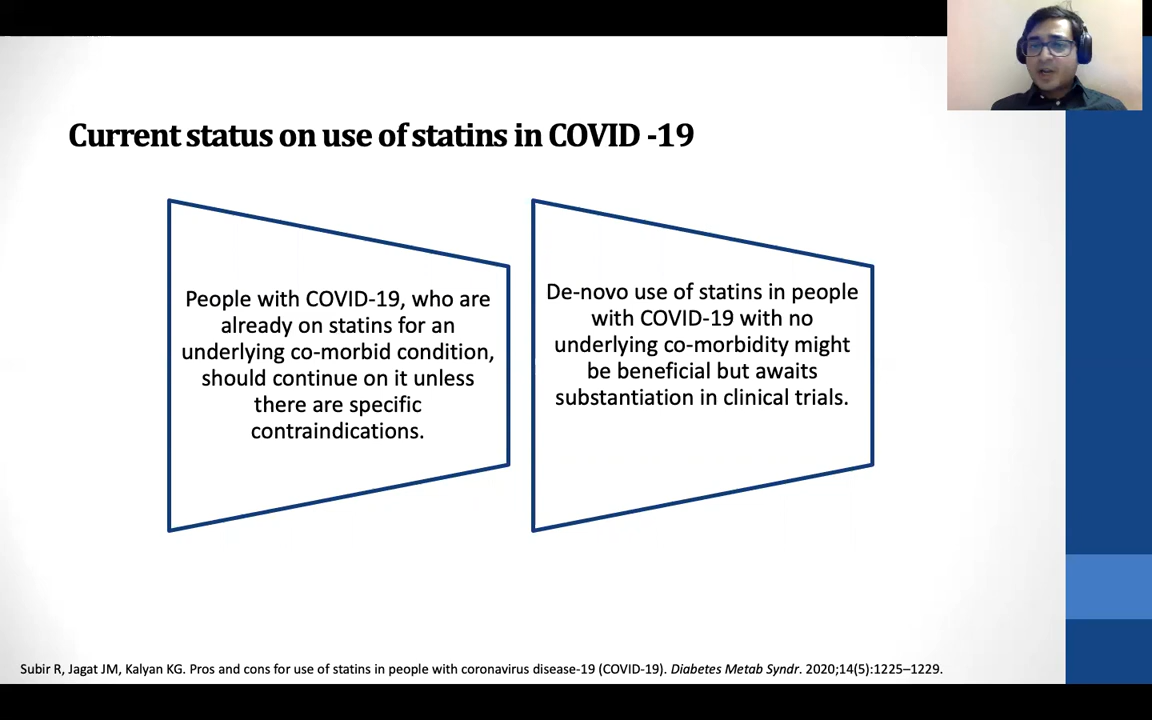 Current status on use of statins in COVID -19
People with COVID-19, who are
already on statins for an
underlying co-morbid condition,
should continue on it unless
there are specific
contraindications.
De-novo use of statins in people
with COVID-19 with no
underlying co-morbidity might
be beneficial but awaits
substantiation in clinical trials.
Subir R, Jagat JM, Kalyan KG. Pros and cons for use of statins in people with coronavirus disease-19 (COVID-19). Diabetes Metab Syndr. 2020;14(5):1225–1229.